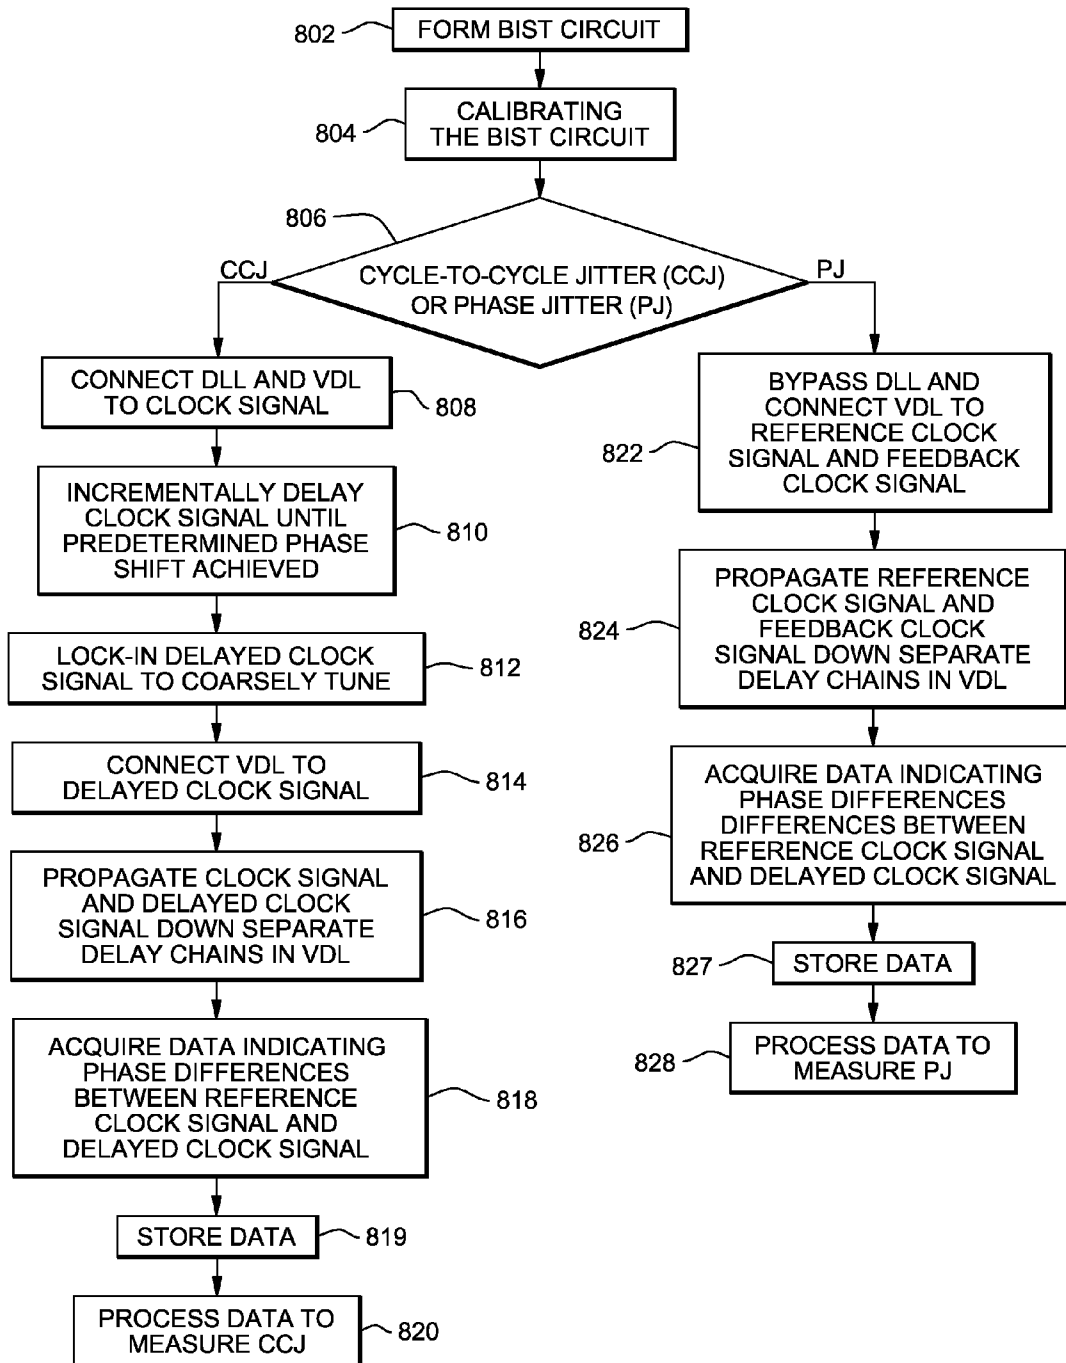 802
FORM BIST CIRCUIT
804
CALIBRATING
THE BIST CIRCUIT
806
CYCLE-TO-CYCLE JITTER (CCJ)
OR PHASE JITTER (PJ)
CCJ
PJ
CONNECT DLL AND VDL
TO CLOCK SIGNAL
808
INCREMENTALLY DELAY
CLOCK SIGNAL UNTIL
PREDETERMINED PHASE
SHIFT ACHIEVED
810
LOCK-IN DELAYED CLOCK
SIGNAL TO COARSELY TUNE
812
CONNECT VDL TO
DELAYED CLOCK SIGNAL
814
PROPAGATE CLOCK SIGNAL
AND DELAYED CLOCK
SIGNAL DOWN SEPARATE
DELAY CHAINS IN VDL
816
ACQUIRE DATA INDICATING
PHASE DIFFERENCES
BETWEEN REFERENCE
CLOCK SIGNAL AND
DELAYED CLOCK SIGNAL
818
STORE DATA
819
PROCESS DATA TO
MEASURE CCJ
820
BYPASS DLL AND
CONNECT VDL TO
REFERENCE CLOCK
SIGNAL AND FEEDBACK
CLOCK SIGNAL
822
PROPAGATE REFERENCE
CLOCK SIGNAL AND
FEEDBACK CLOCK
SIGNAL DOWN SEPARATE
DELAY CHAINS IN VDL
824
ACQUIRE DATA INDICATING
PHASE DIFFERENCES
DIFFERENCES BETWEEN
REFERENCE CLOCK SIGNAL
AND DELAYED CLOCK SIGNAL
826
STORE DATA
827
PROCESS DATA TO
MEASURE PJ
828